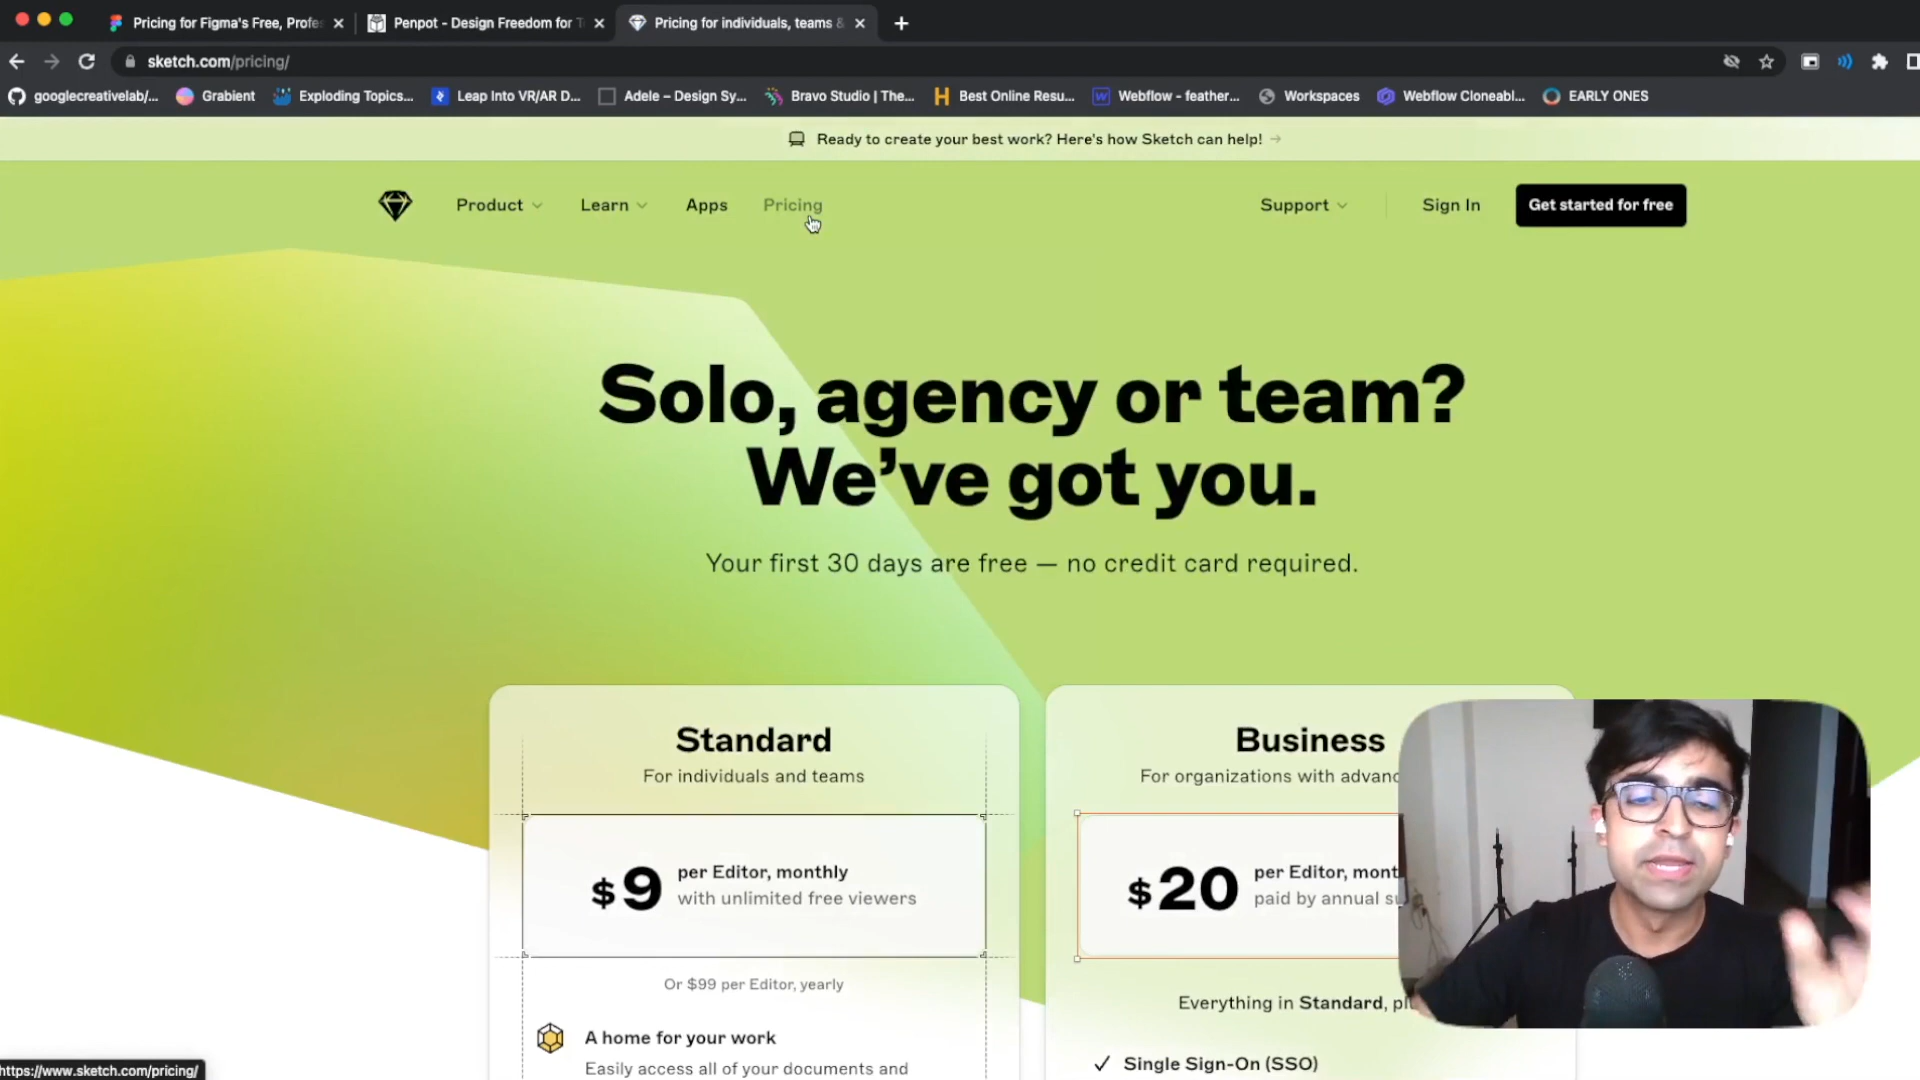 Pricing for Figma's Free, Profe
Penpot - Design Freedom for T
Pricing for individuals, teams &
sketch.com/pricing/
googlecreativelab/...
Grabient
Exploding Topics...
Leap Into VR/AR D...
Adele – Design Sy...
Bravo Studio | The...
Best Online Resu...
Webflow - feather...
Workspaces
Webflow Cloneabl...
EARLY ONES
Ready to create your best work? Here's how Sketch can help! →
Product
Learn
Apps
Pricing
Support
Sign In
Get started for free
Solo, agency or team?
We've got you.
Your first 30 days are free — no credit card required.
Standard
For individuals and teams
$9
per Editor, monthly
with unlimited free viewers
Or $99 per Editor, yearly
A home for your work
Easily access all of your documents and
Business
For organizations with advanc
$20
per Editor, mont
paid by annual su
Everything in Standard, pl
Single Sign-On (SSO)
https://www.sketch.com/pricing/